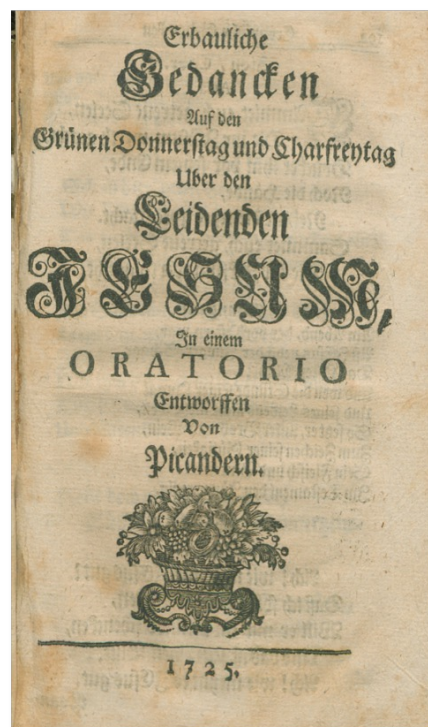 Erbauliche
Gedancken
Auf den
Grünen Donnerstag und Charfreytag
Uber den
Leidenden
JESUM,
In einem
ORATORIO
Entworffen
Von
Picandern.
1725.